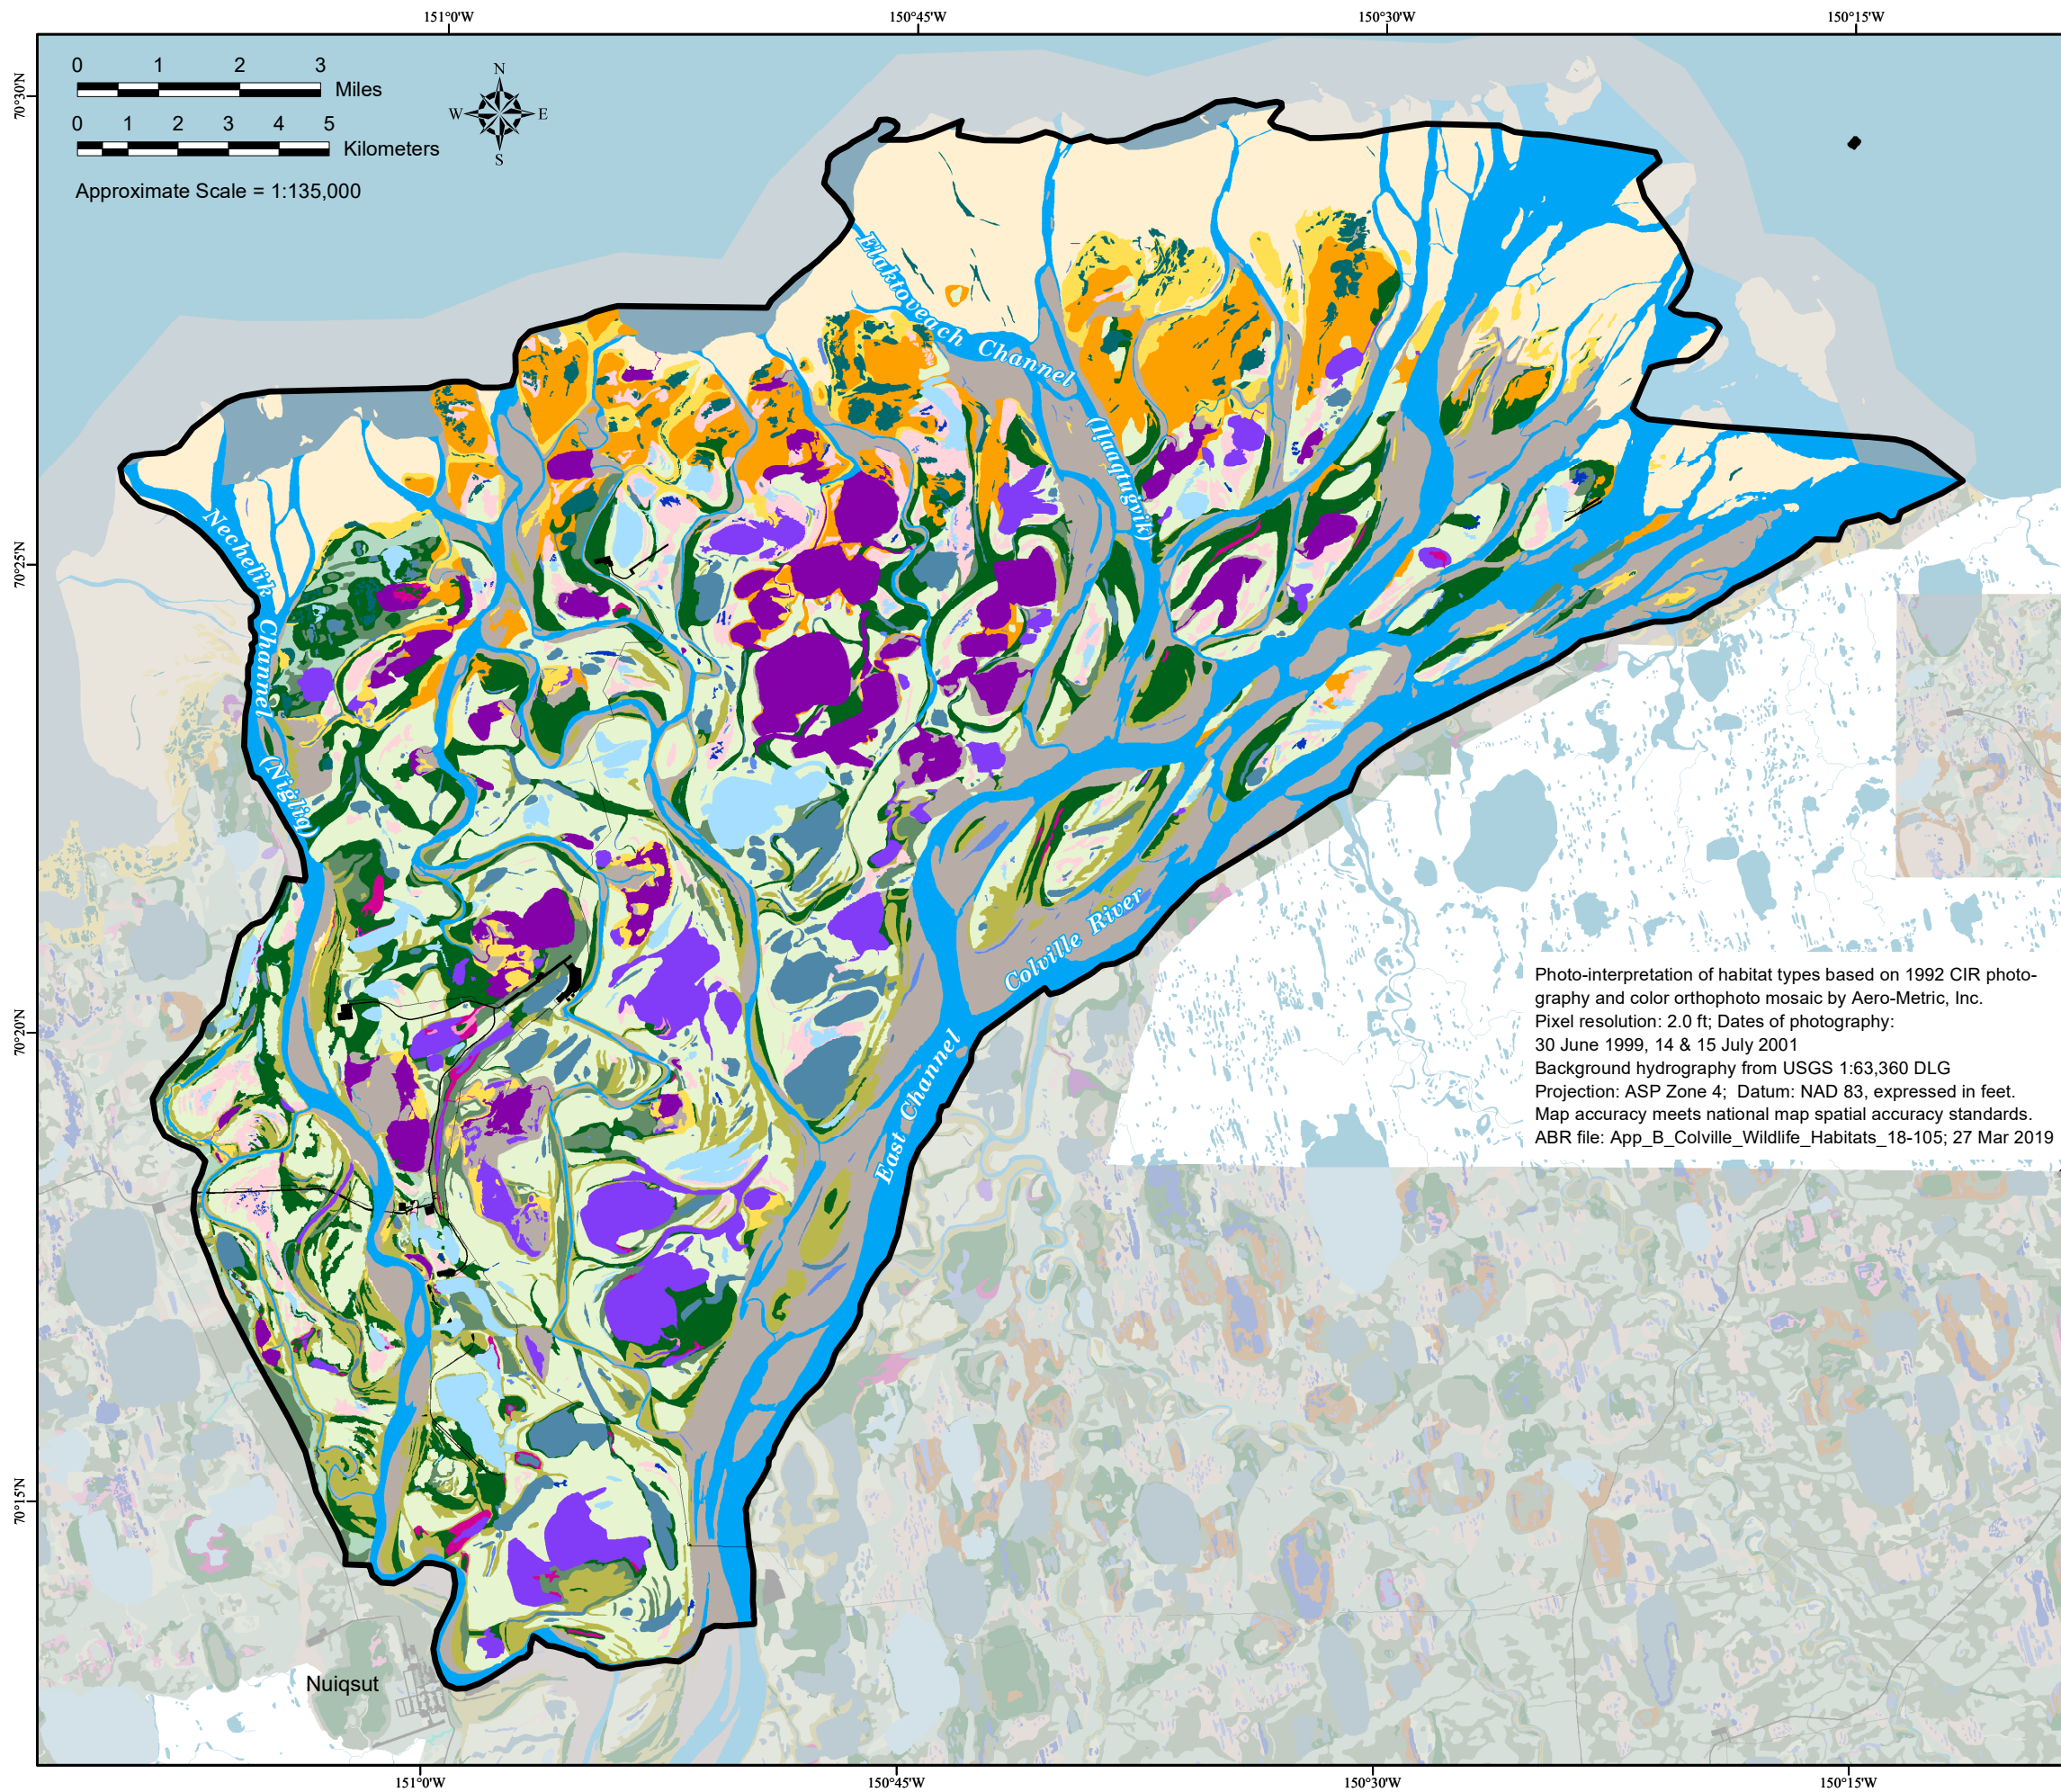 151°0'W
150°45'W
150°30'W
150°15'W
70°30'N
70°25'N
70°20'N
70°15'N
0 1 2 3
Miles
0 1 2 3 4 5
Kilometers
Approximate Scale = 1:135,000
N
W E
S
Elaktoveach Channel
(Ilaqtugvik)
Nechelik Channel
(Nigliq)
Colville River
East Channel
Photo-interpretation of habitat types based on 1992 CIR photo-
graphy and color orthophoto mosaic by Aero-Metric, Inc.
Pixel resolution: 2.0 ft; Dates of photography:
30 June 1999, 14 & 15 July 2001
Background hydrography from USGS 1:63,360 DLG
Projection: ASP Zone 4; Datum: NAD 83, expressed in feet.
Map accuracy meets national map spatial accuracy standards.
ABR file: App_B_Colville_Wildlife_Habitats_18-105; 27 Mar 2019
Nuiqsut
151°0'W
150°45'W
150°30'W
150°15'W